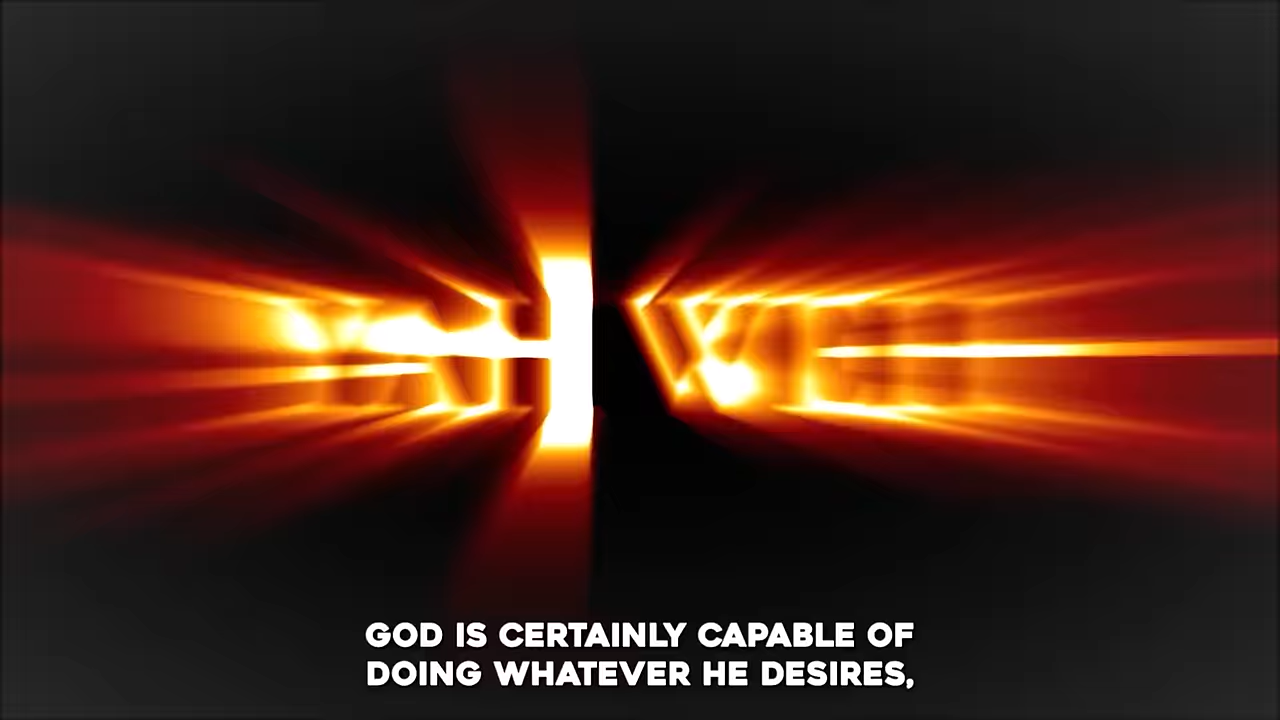 GOD IS CERTAINLY CAPABLE OF
DOING WHATEVER HE DESIRES,